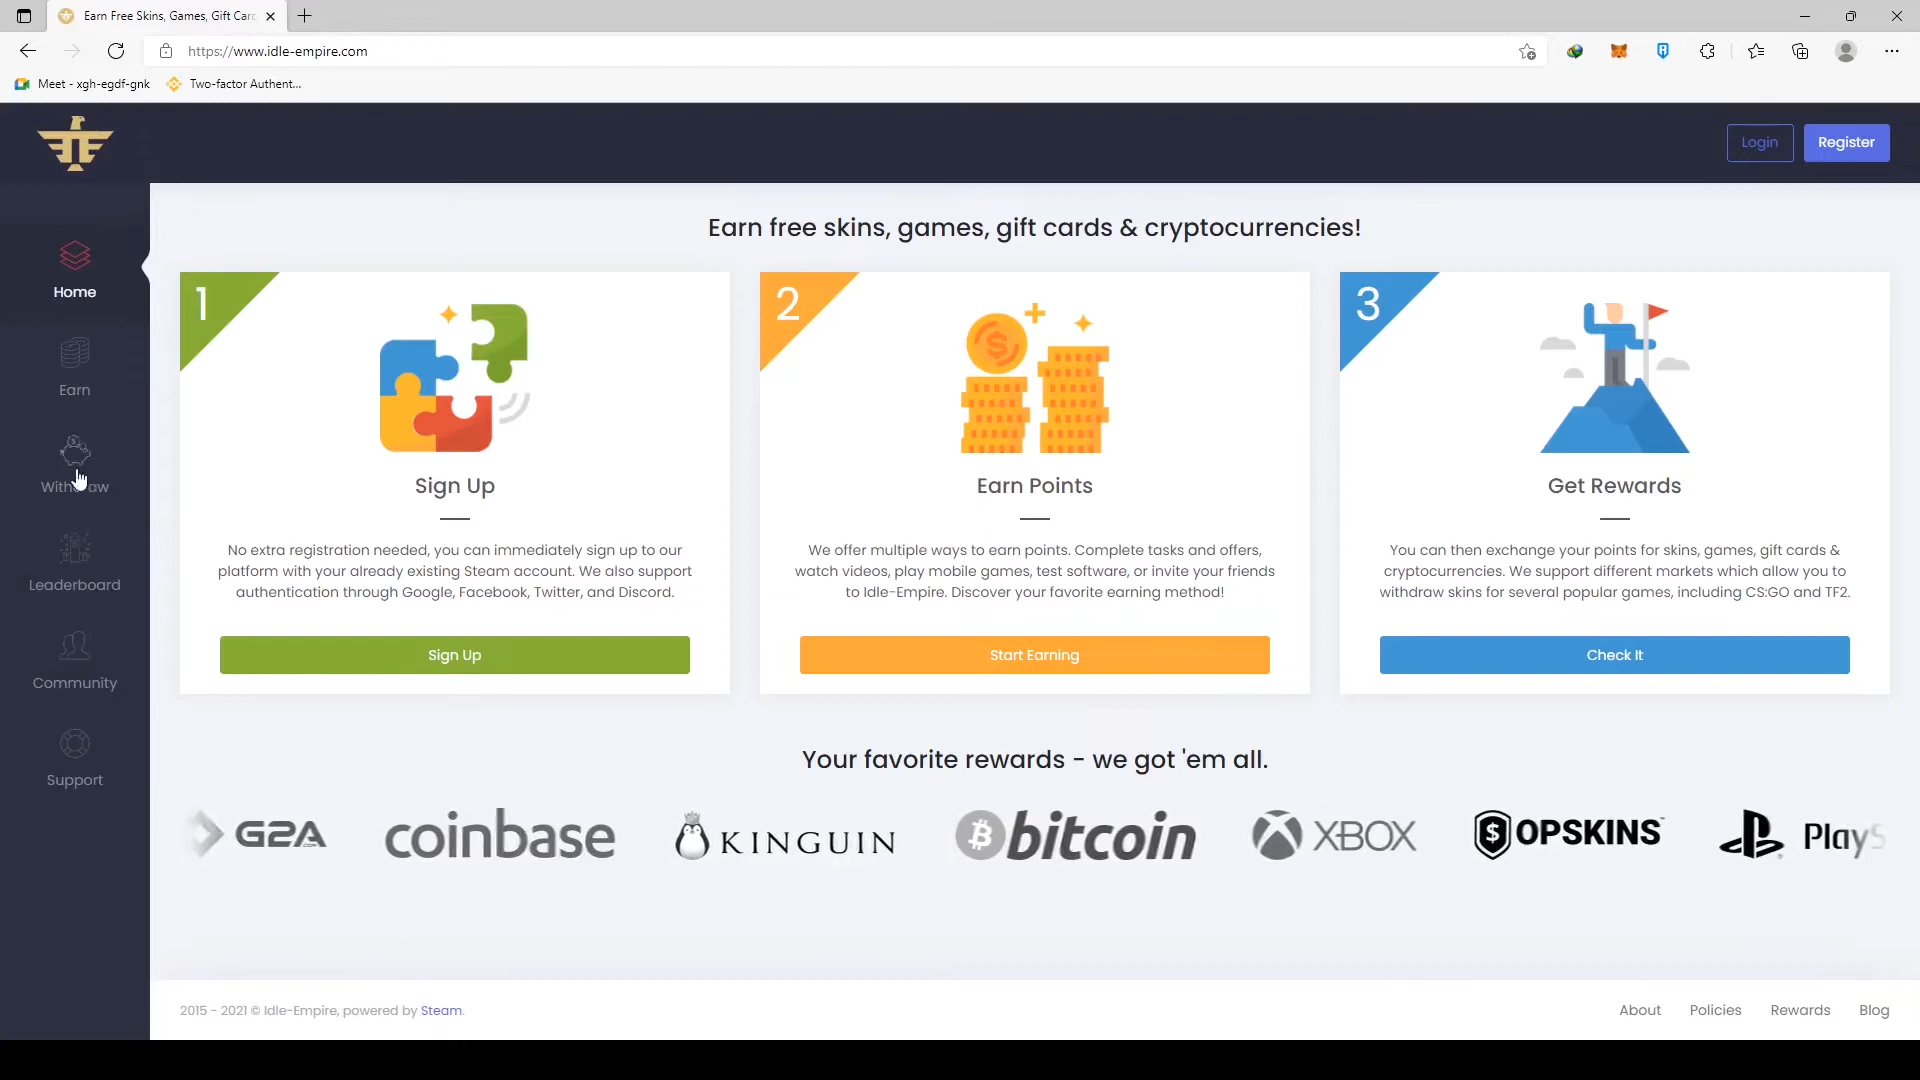 Earn Free Skins, Games, Gift Car
https://www.idle-empire.com
Meet - xgh-egdf-gnk
Two-factor Authent...
Login
Register
Home
Earn
Leaderboard
Community
Support
Earn free skins, games, gift cards & cryptocurrencies!
1
Sign Up
No extra registration needed, you can immediately sign up to our
platform with your already existing Steam account. We also support
authentication through Google, Facebook, Twitter, and Discord.
Sign Up
2
Earn Points
We offer multiple ways to earn points. Complete tasks and offers,
watch videos, play mobile games, test software, or invite your friends
to Idle-Empire. Discover your favorite earning method!
Start Earning
3
Get Rewards
You can then exchange your points for skins, games, gift cards &
cryptocurrencies. We support different markets which allow you to
withdraw skins for several popular games, including CS:GO and TF2.
Check It
Your favorite rewards - we got 'em all.
G2A.COM
coinbase
KINGUIN
bitcoin
XBOX
OPSKINS
PlayS
2015 - 2021 © Idle-Empire, powered by Steam.
About
Policies
Rewards
Blog